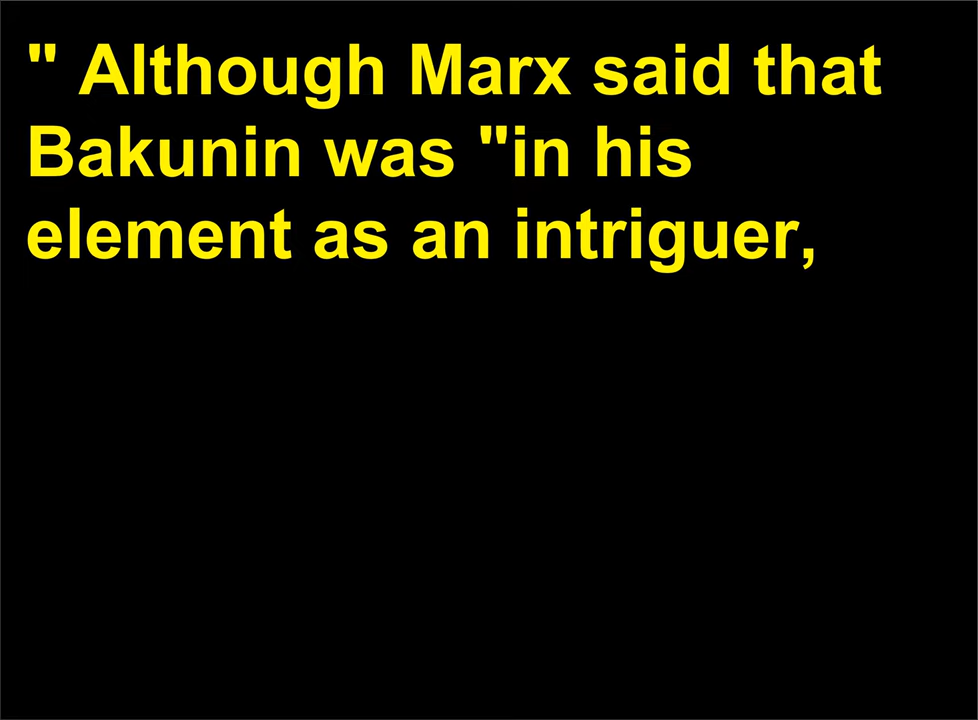 " Although Marx said that
Bakunin was "in his
element as an intriguer,